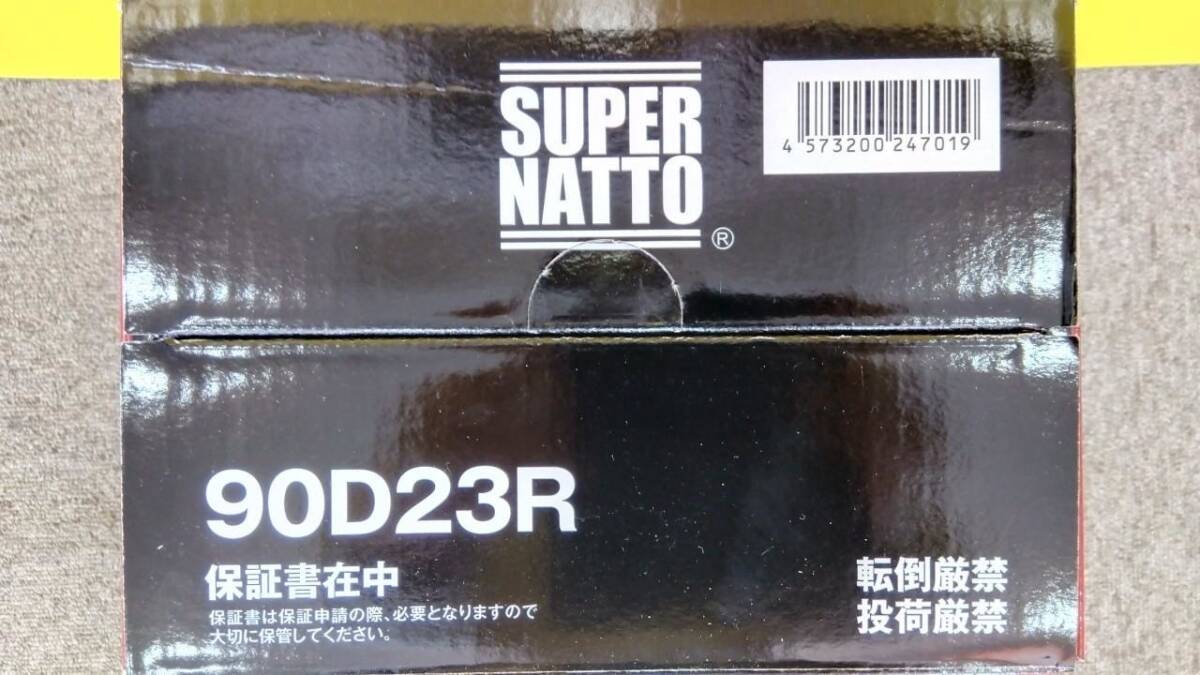 SUPER
NATTO
®
4 573200 247019
90D23R
保証書在中
保証書は保証申請の際、必要となりますので
大切に保管してください。
転倒厳禁
投荷厳禁